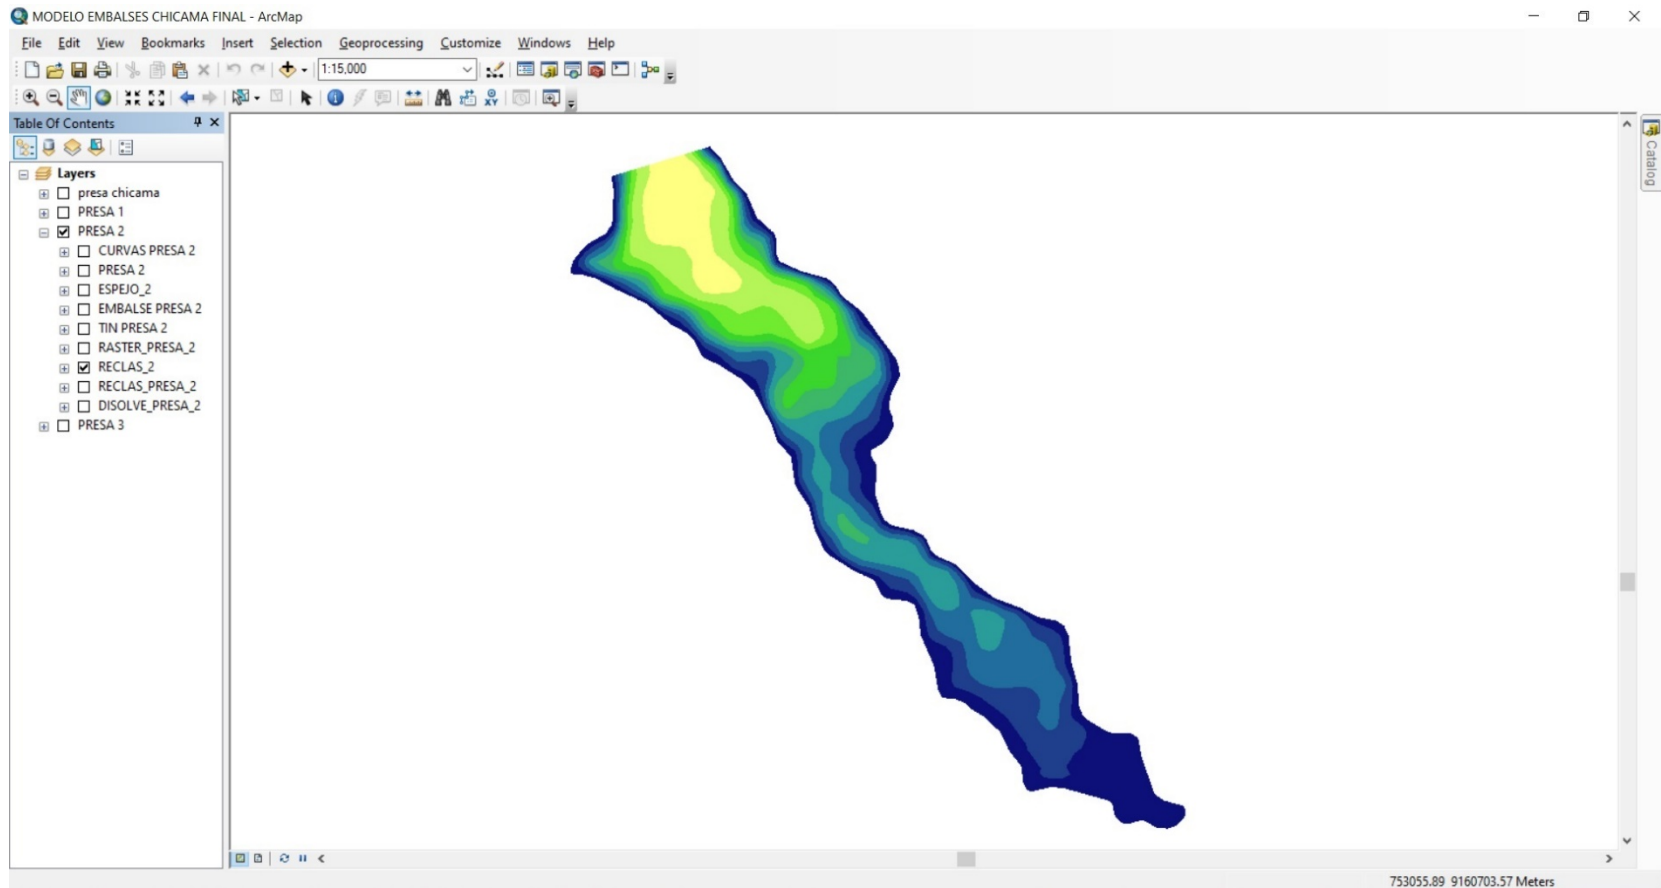 MODELO EMBALSES CHICAMA FINAL - ArcMap
File Edit View Bookmarks Insert Selection Geoprocessing Customize Windows Help
1:15,000
XY
Table Of Contents
Layers
presa chicama
PRESA 1
PRESA 2
CURVAS PRESA 2
PRESA 2
ESPEJO_2
EMBALSE PRESA 2
TIN PRESA 2
RASTER_PRESA_2
RECLAS_2
RECLAS_PRESA_2
DISOLVE_PRESA_2
PRESA 3
Catalog
753055.89 9160703.57 Meters